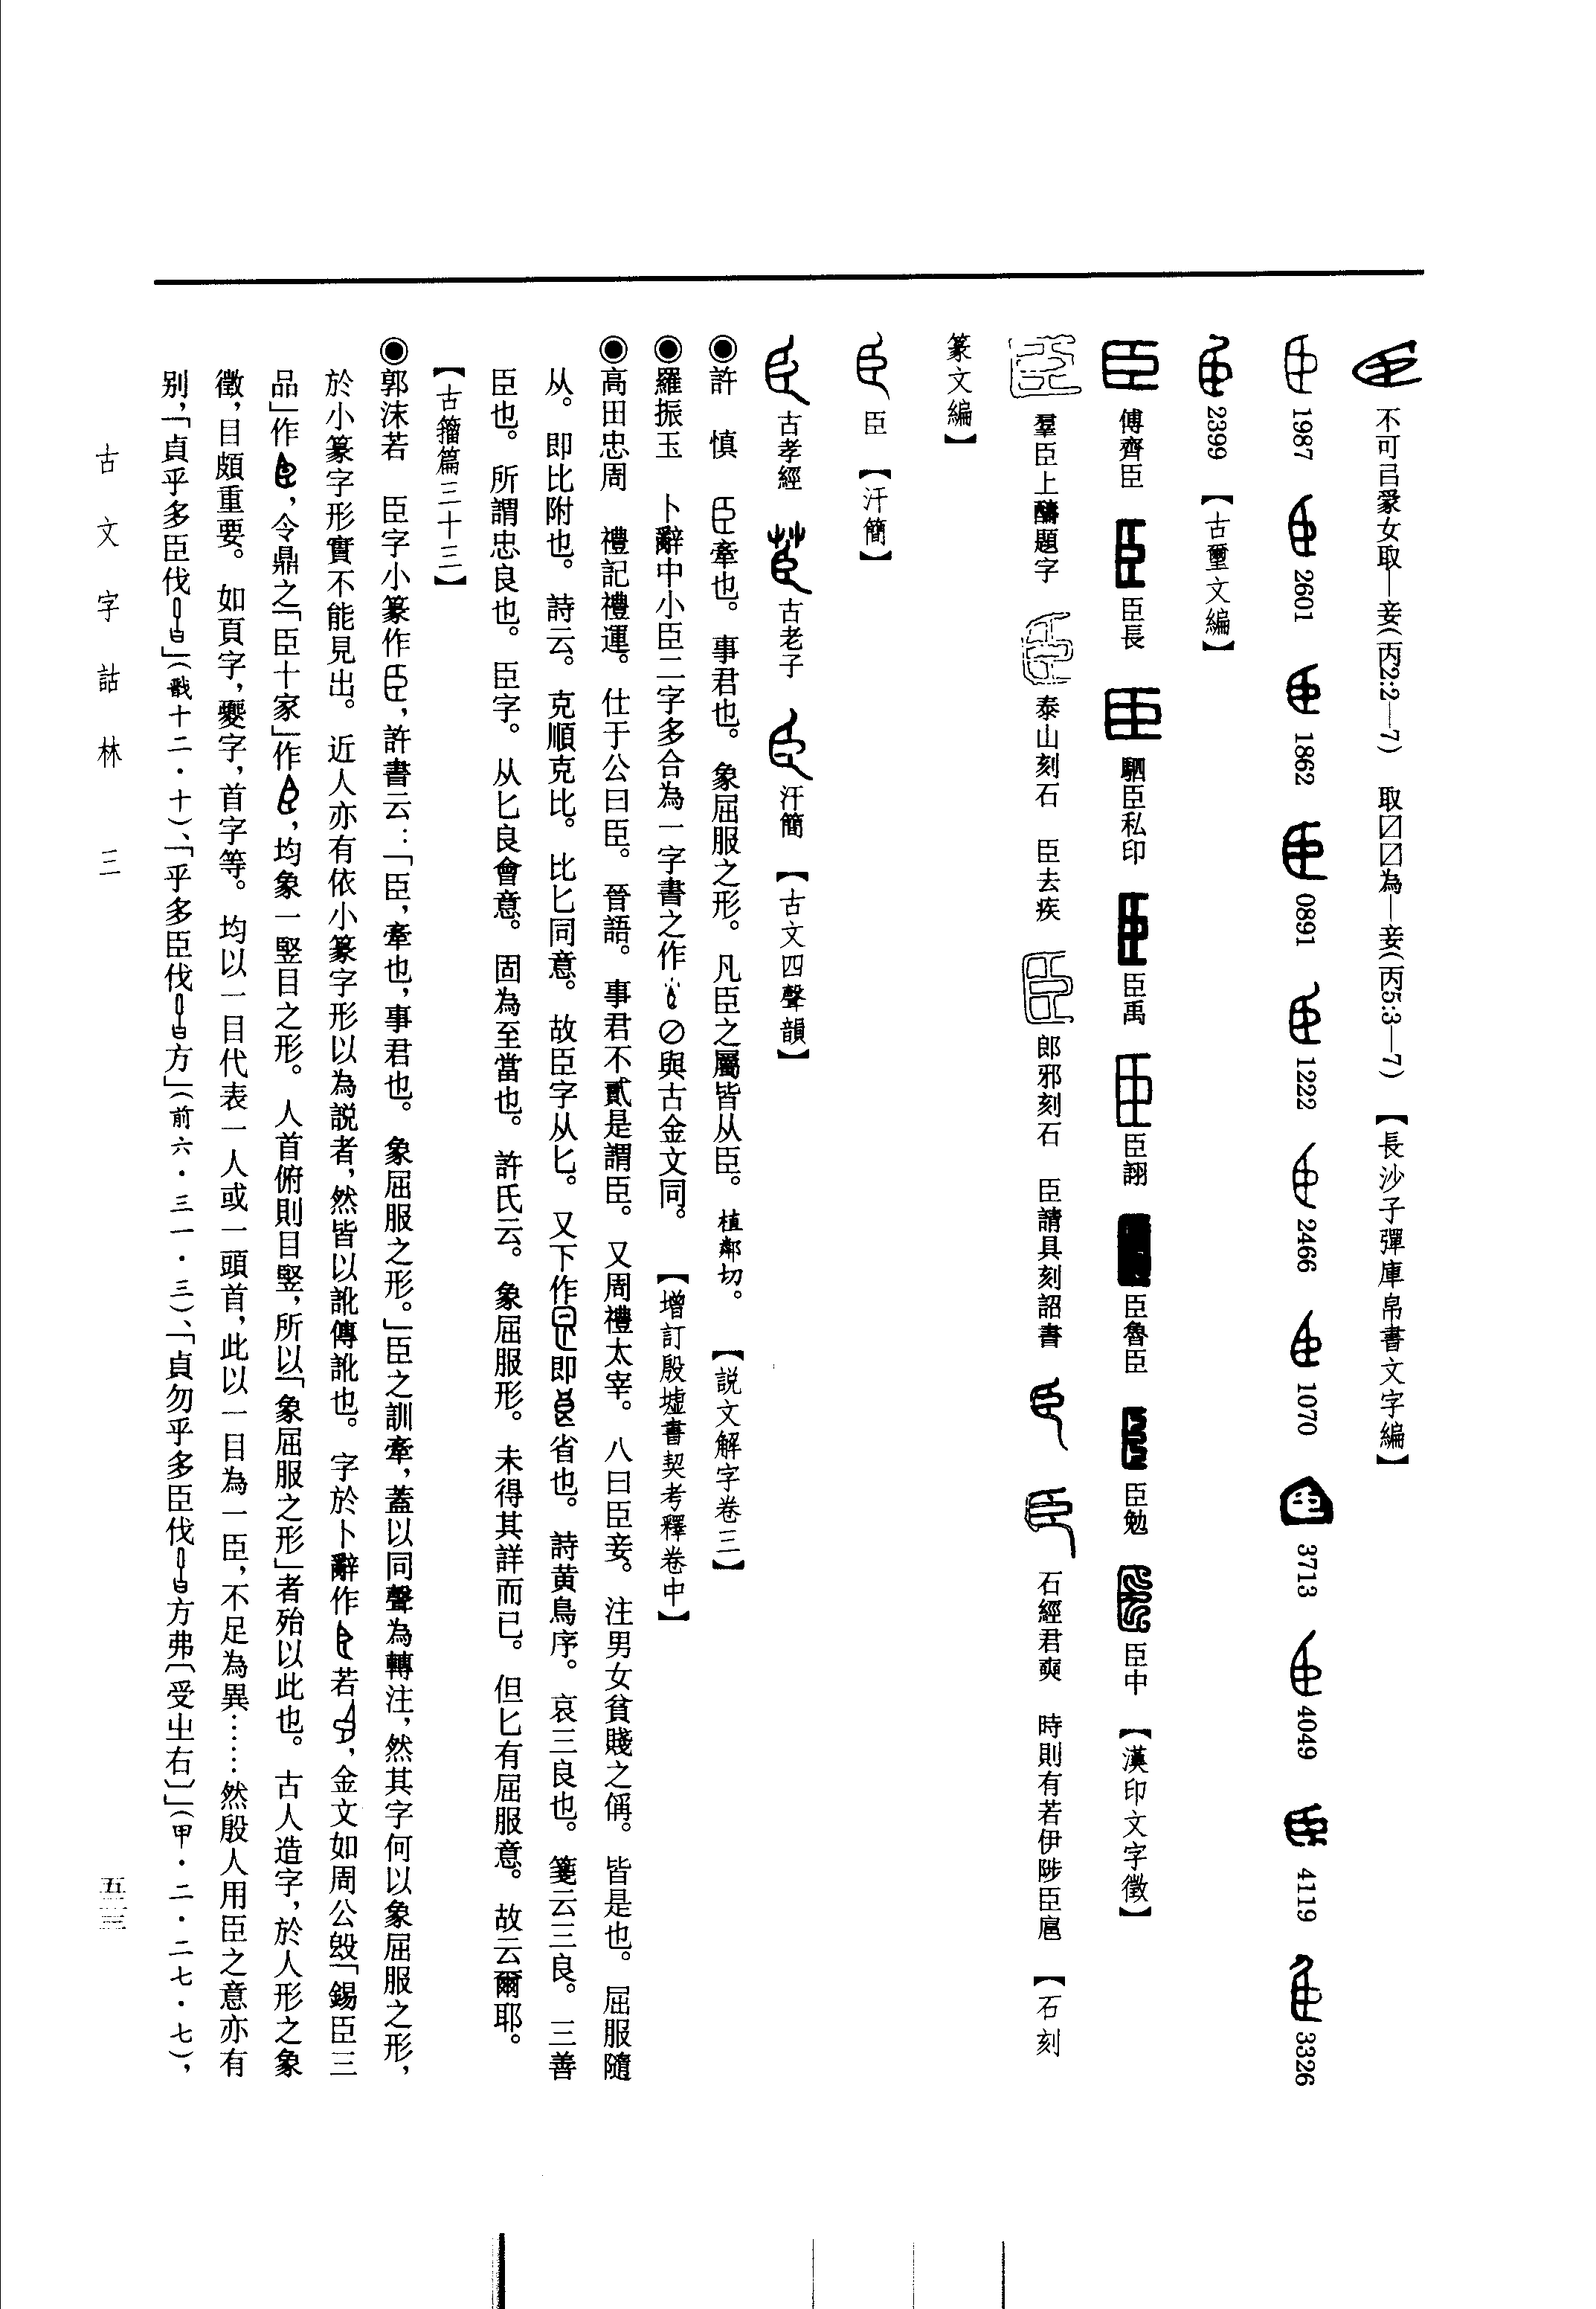 不可㠯豪女取—妾(丙2:2—7) 取☐☐為—妾(丙5:3—7)【長沙子彈庫帛書文字編】
1987 2601 1862 0891 1222 2466 1070 3713 4049 4119 3326
2399【古璽文編】
傅齊臣 臣長 駟臣私印 臣禹 臣詡 臣魯臣 臣勉 臣中【漢印文字徵】
羣臣上醻題字 泰山刻石 臣去疾 郎邪刻石 臣請具刻詔書 石經君奭 時則有若伊陟臣扈【石刻
篆文編】
臣【汗簡】
古孝經 古老子 汗簡【古文四聲韻】
◉許 慎 臣牽也。事君也。象屈服之形。凡臣之屬皆从臣。植鄰切。【説文解字卷三】
◉羅振玉 卜辭中小臣二字多合為一字書之作 與古金文同。【增訂殷墟書契考釋卷中】
◉高田忠周 禮記禮運。仕于公曰臣。晉語。事君不貳是謂臣。又周禮太宰。八曰臣妾。注男女貧賤之偁。皆是也。屈服隨
从。即比附也。詩云。克順克比。比匕同意。故臣字从匕。又下作 即 省也。詩黄鳥序。哀三良也。箋云三良。三善
臣也。所謂忠良也。臣字。从匕良會意。固為至當也。許氏云。象屈服形。未得其詳而已。但匕有屈服意。故云爾耶。
【古籀篇三十三】
◉郭沫若 臣字小篆作 ，許書云：「臣，牽也，事君也。象屈服之形。」臣之訓牽，蓋以同聲為轉注，然其字何以象屈服之形，
於小篆字形實不能見出。近人亦有依小篆字形以為説者，然皆以訛傳訛也。字於卜辭作 若 ，金文如周公𣪘「錫臣三
品」作 ，令鼎之「臣十家」作 ，均象一竪目之形。人首俯則目竪，所以「象屈服之形」者殆以此也。古人造字，於人形之象
徵，目頗重要。如頁字，夒字，首字等。均以一目代表一人或一頭首，此以一目為一臣，不足為異……然殷人用臣之意亦有
别，「貞乎多臣伐 」(戩十二・十)、「乎多臣伐 方」(前六・三一・三)、「貞勿乎多臣伐 方弗〔受㞢右〕」(甲・二・二七・七)，
古文字詁林 三
五三三